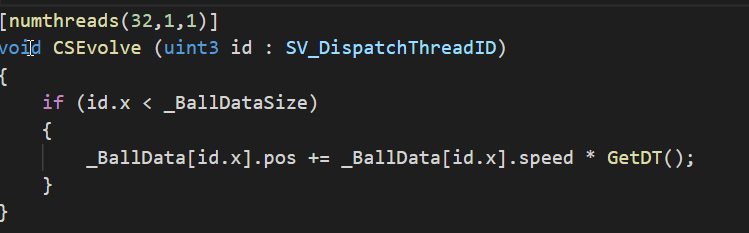 [numthreads(32,1,1)]
void CSEvolve (uint3 id : SV_DispatchThreadID)
{
    if (id.x < _BallDataSize)
    {
        _BallData[id.x].pos += _BallData[id.x].speed * GetDT();
    }
}